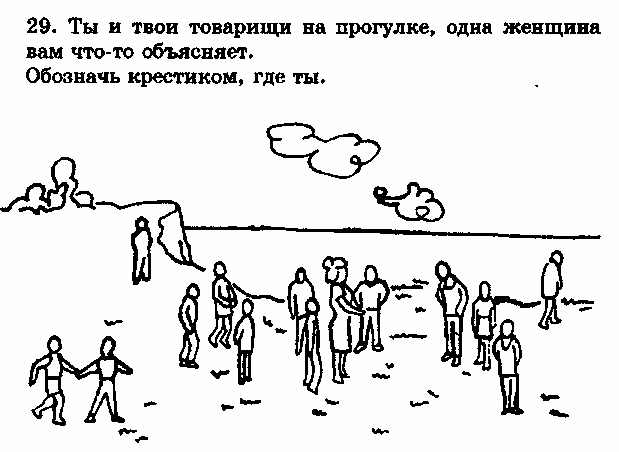 29. Ты и твои товарищи на прогулке, одна женщина
вам что-то объясняет.
Обозначь крестиком, где ты.